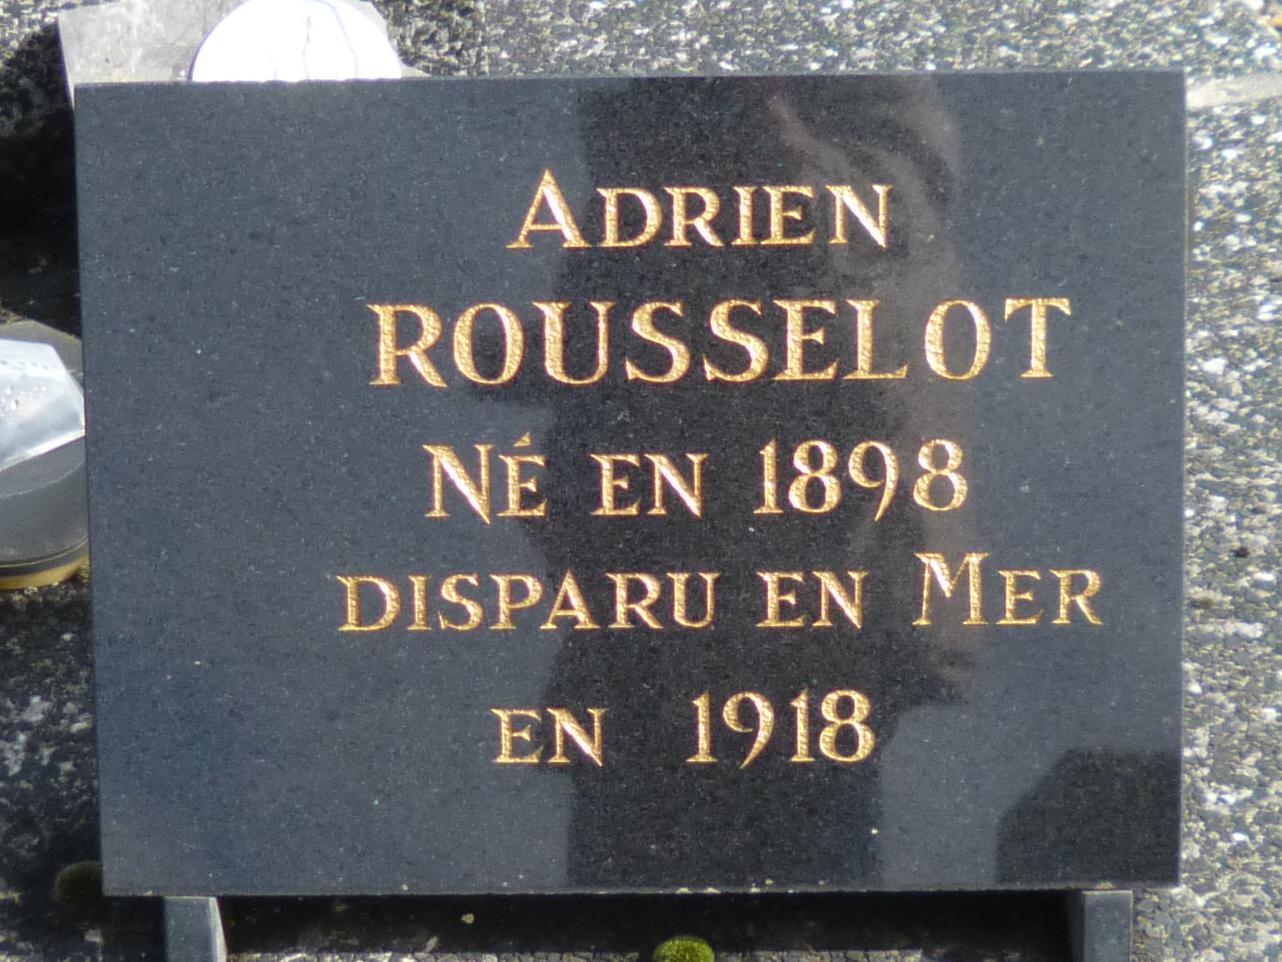 ADRIEN
ROUSSELOT
NÉ EN 1898
DISPARU EN MER
EN 1918